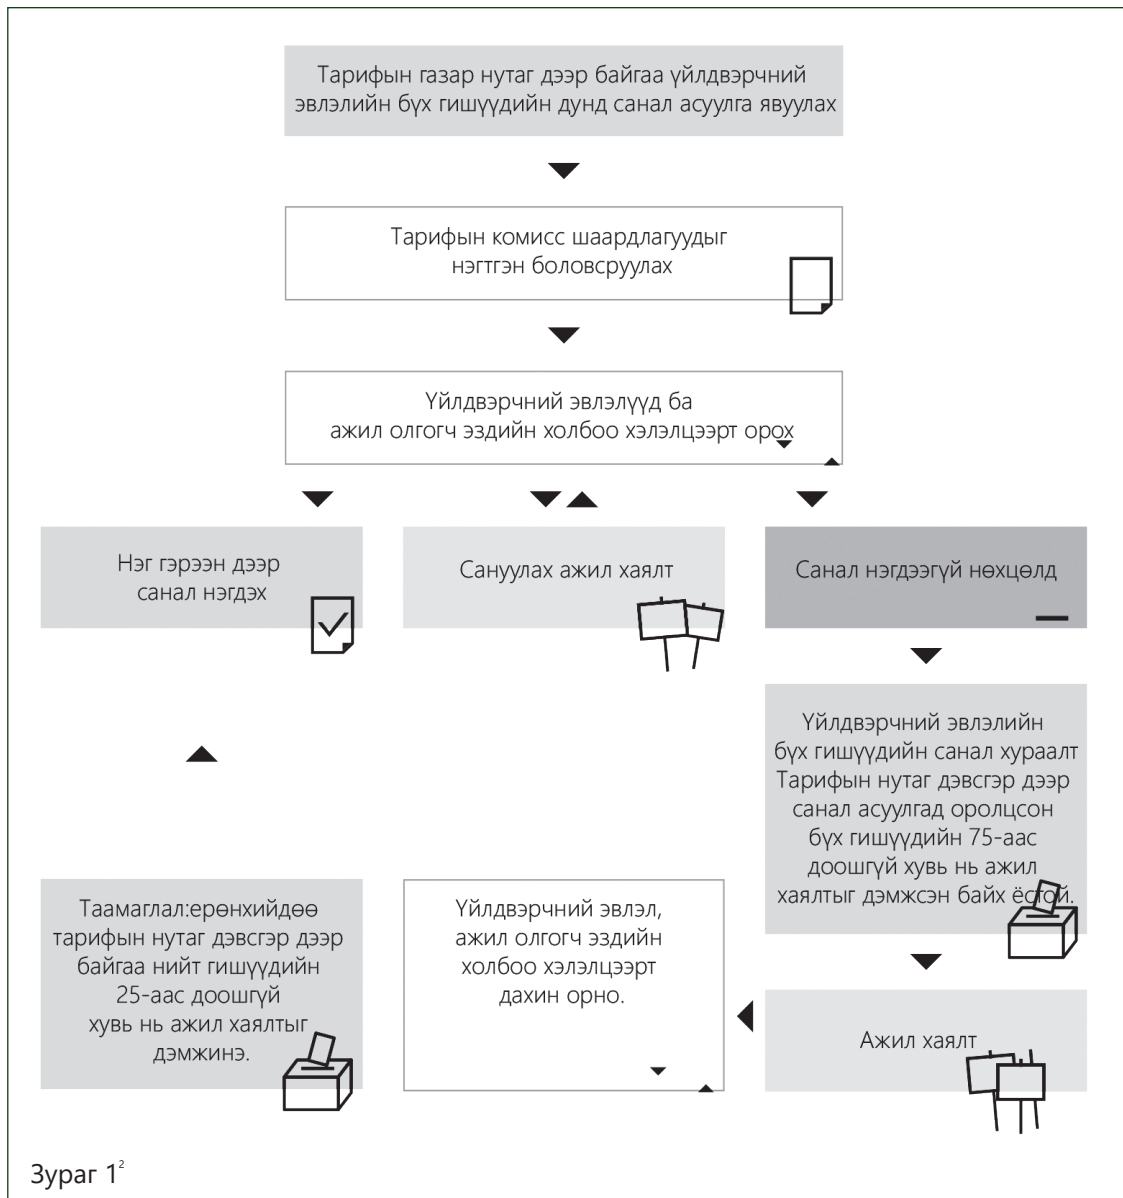 Тарифын газар нутаг дээр байгаа үйлдвэрчний
эвлэлийн бүх гишүүдийн дунд санал асуулга явуулах
Тарифын комисс шаардлагуудыг
нэгтгэн боловсруулах
Үйлдвэрчний эвлэлүүд ба
ажил олгогч эздийн холбоо хэлэлцээрт орох
Нэг гэрээн дээр
санал нэгдэх
Сануулах ажил хаялт
Санал нэгдээгүй нөхцөлд
Үйлдвэрчний эвлэлийн
бүх гишүүдийн санал хураалт
Тарифын нутаг дэвсгэр дээр
санал асуулгад оролцсон
бүх гишүүдийн 75-аас
доошгүй хувь нь ажил
хаялтыг дэмжсэн байх ёстой.
Таамаглал:ерөнхийдөө
тарифын нутаг дэвсгэр дээр
байгаа нийт гишүүдийн
25-аас доошгүй
хувь нь ажил хаялтыг
дэмжинэ.
Үйлдвэрчний эвлэл,
ажил олгогч эздийн
холбоо хэлэлцээрт
дахин орно.
Ажил хаялт
Зураг 1²